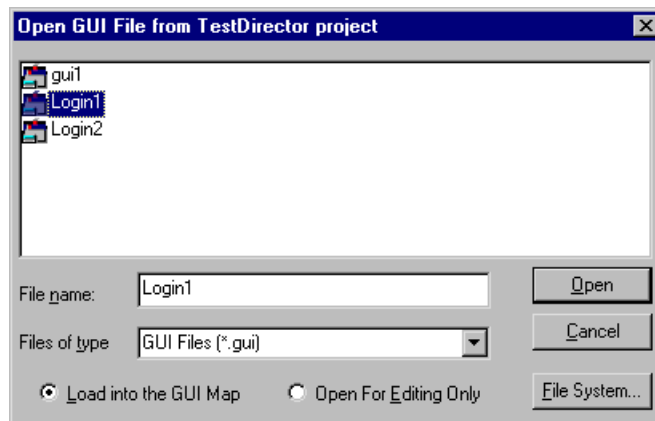 Open GUI File from TestDirector project
gui1
Login1
Login2
File name: Login1 Open
Files of type GUI Files (*.gui) Cancel
Load into the GUI Map Open For Editing Only File System...